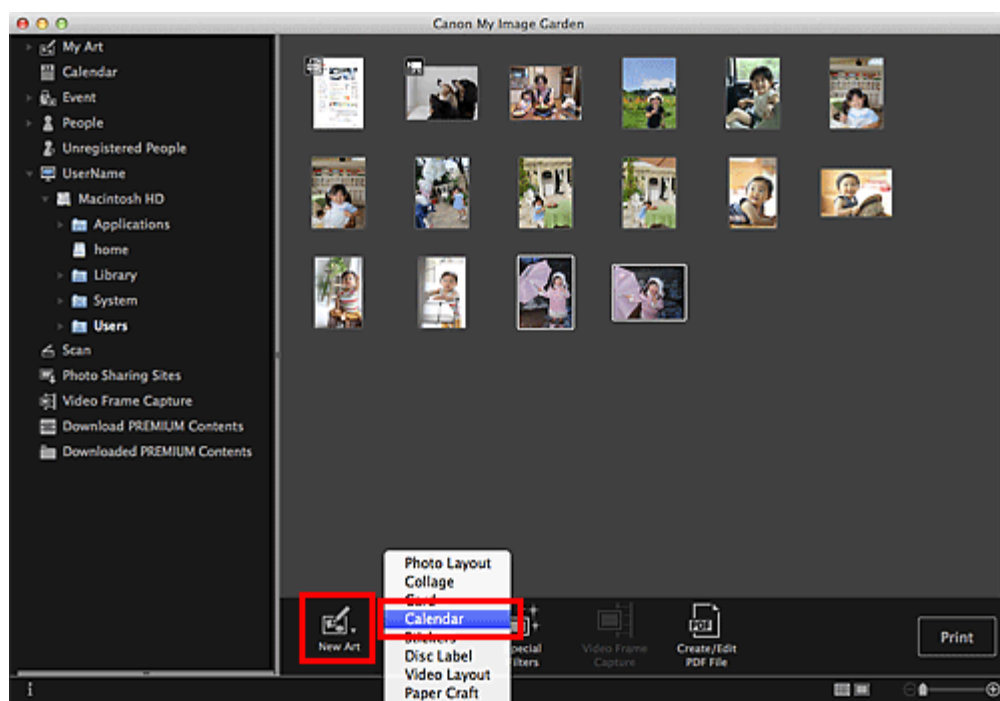 Canon My Image Garden
My Art
Calendar
Event
People
Unregistered People
UserName
Macintosh HD
Applications
home
Library
System
Users
Scan
Photo Sharing Sites
Video Frame Capture
Download PREMIUM Contents
Downloaded PREMIUM Contents
Photo Layout
Collage
Card
Calendar
Stickers
Disc Label
Video Layout
Paper Craft
New Art
Video Frame
Capture
PDF
Create/Edit
PDF File
Print